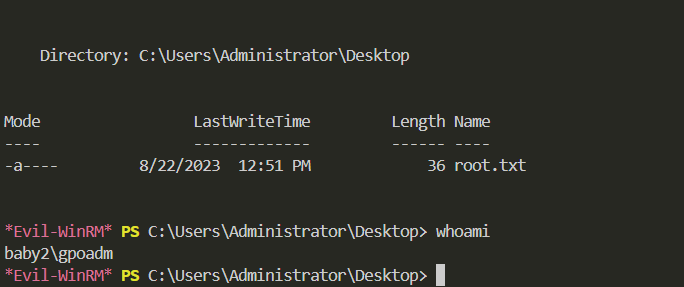 Directory: C:\Users\Administrator\Desktop
Mode                LastWriteTime         Length Name
----                -------------         ------ ----
-a----        8/22/2023  12:51 PM             36 root.txt
*Evil-WinRM* PS C:\Users\Administrator\Desktop> whoami
baby2\gpoadm
*Evil-WinRM* PS C:\Users\Administrator\Desktop>